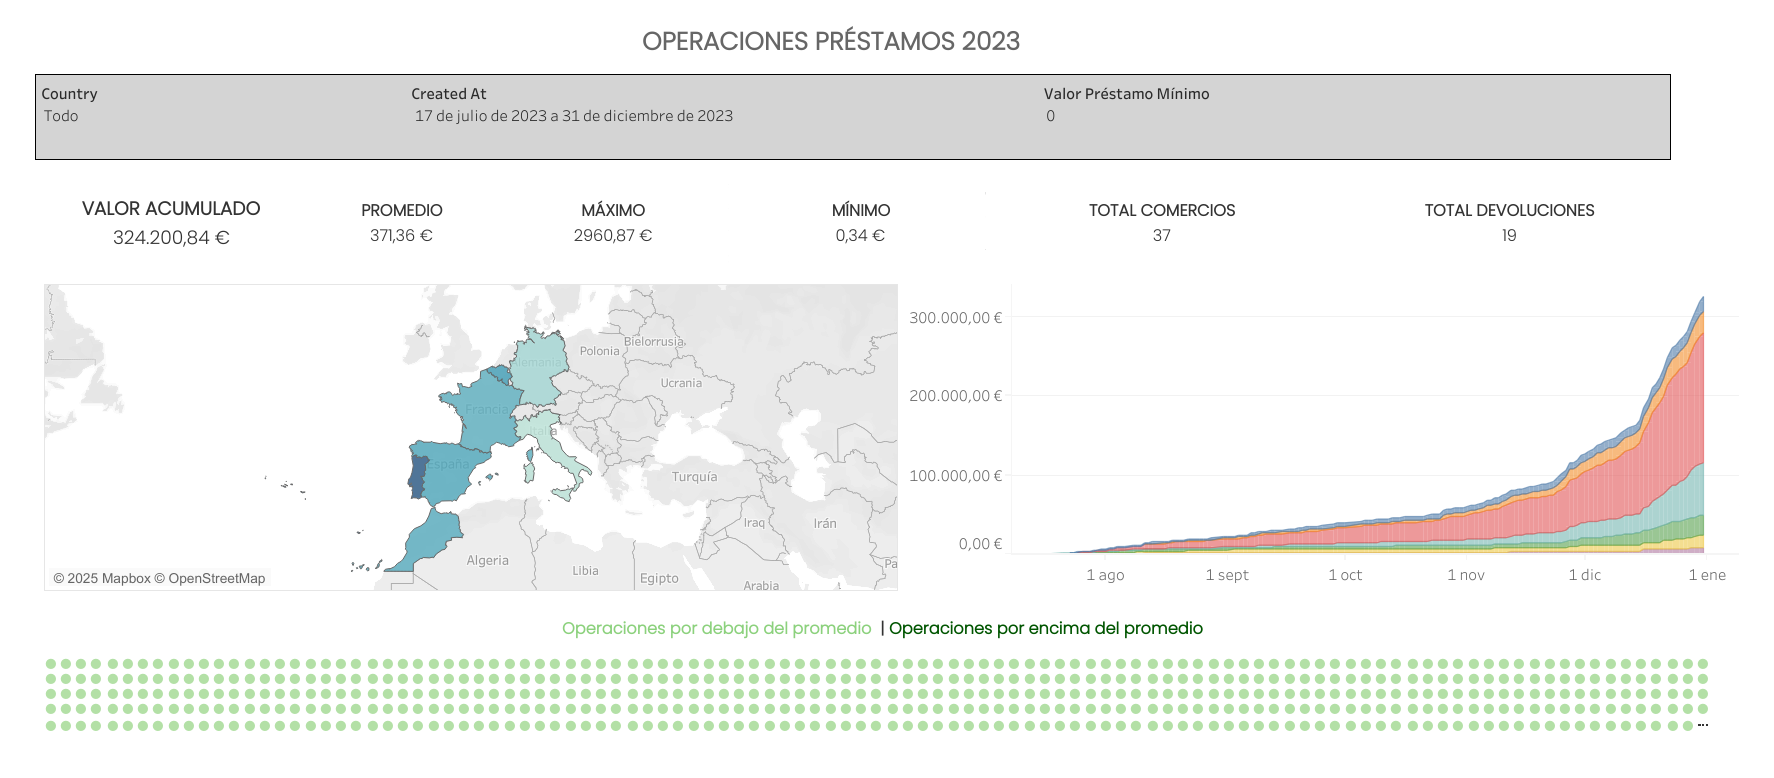 OPERACIONES PRÉSTAMOS 2023
Country
Todo
Created At
17 de julio de 2023 a 31 de diciembre de 2023
Valor Préstamo Mínimo
0
VALOR ACUMULADO
324.200,84 €
PROMEDIO
371,36 €
MÁXIMO
2960,87 €
MÍNIMO
0,34 €
TOTAL COMERCIOS
37
TOTAL DEVOLUCIONES
19
Bielorrusia
Polonia
Alemania
Ucrania
Francia
Italia
España
Turquía
Iraq
Irán
Argelia
Libia
Egipto
Arabia
Pa
© 2025 Mapbox © OpenStreetMap
300.000,00 €
200.000,00 €
100.000,00 €
0,00 €
1 ago
1 sept
1 oct
1 nov
1 dic
1 ene
Operaciones por debajo del promedio | Operaciones por encima del promedio
...